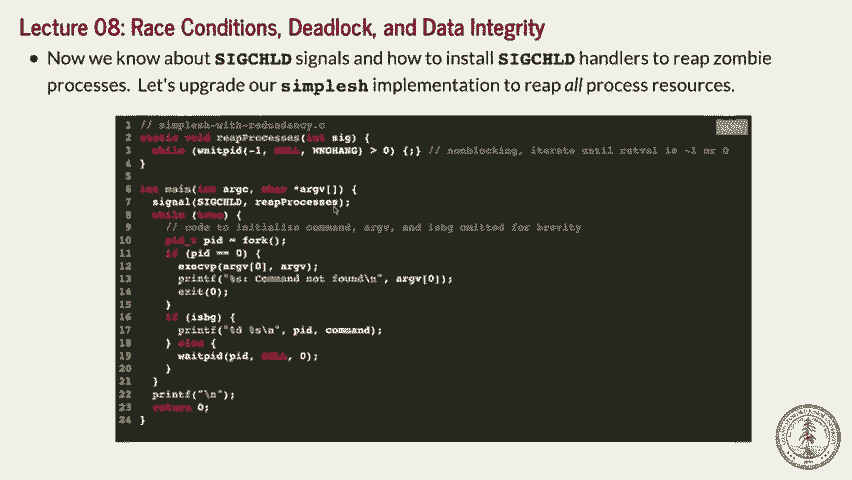 Lecture 08: Race Conditions, Deadlock, and Data Integrity
• Now we know about SIGCHLD signals and how to install SIGCHLD handlers to reap zombie
processes. Let's upgrade our simplesh implementation to reap all process resources.
1 // simplesh-with-redundancy.c
2 static void reapProcesses(int sig) {
3 while (waitpid(-1, NULL, WNOHANG) > 0) {;} // nonblocking, iterate until retval is -1 or 0
4 }
5
6 int main(int argc, char *argv[]) {
7 signal(SIGCHLD, reapProcesses);
8 while (true) {
9 // code to initialize command, argv, and isbg omitted for brevity
10 pid_t pid = fork();
11 if (pid == 0) {
12 execvp(argv[0], argv);
13 printf("%s: Command not found\n", argv[0]);
14 exit(0);
15 }
16 if (isbg) {
17 printf("%d %s\n", pid, command);
18 } else {
19 waitpid(pid, NULL, 0);
20 }
21 }
22 printf("\n");
23 return 0;
24 }